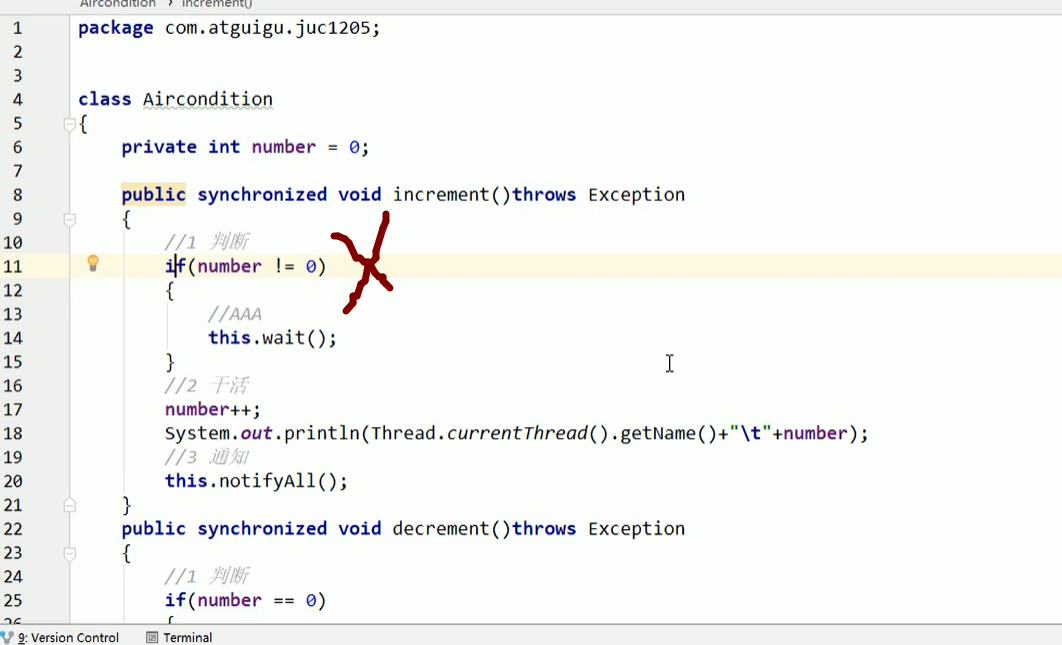 Aircondition › increment()
1 package com.atguigu.juc1205;
2
3
4 class Aircondition
5 {
6 private int number = 0;
7
8 public synchronized void increment()throws Exception
9 {
10 //1 判断
11 if(number != 0)
12 {
13 //AAA
14 this.wait();
15 }
16 //2 干活
17 number++;
18 System.out.println(Thread.currentThread().getName()+"\t"+number);
19 //3 通知
20 this.notifyAll();
21 }
22 public synchronized void decrement()throws Exception
23 {
24 //1 判断
25 if(number == 0)
26 {
9: Version Control Terminal